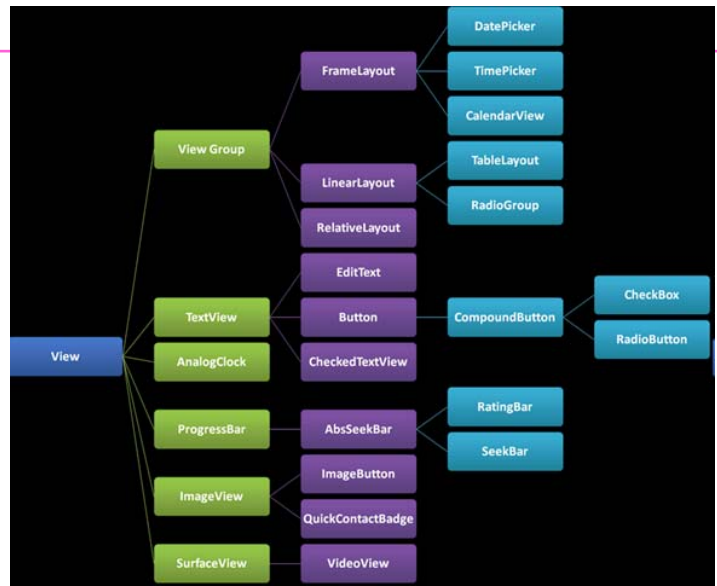 DatePicker
FrameLayout
TimePicker
CalendarView
View Group
TableLayout
LinearLayout
RadioGroup
RelativeLayout
EditText
CheckBox
TextView
Button
CompoundButton
RadioButton
View
AnalogClock
CheckedTextView
RatingBar
ProgressBar
AbsSeekBar
SeekBar
ImageButton
ImageView
QuickContactBadge
SurfaceView
VideoView